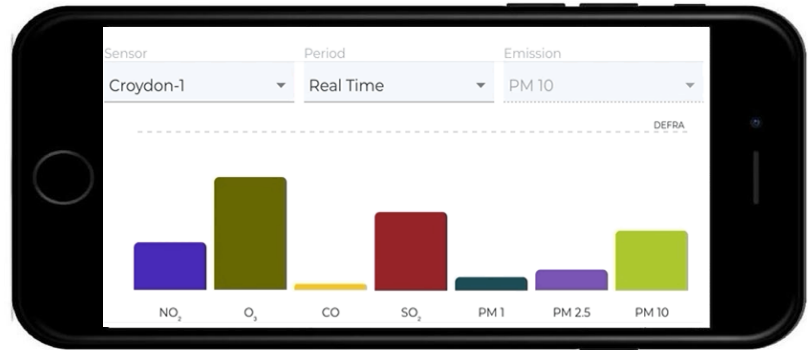 Sensor Period Emission
Croydon-1 Real Time PM 10
DEFRA
NO₂ O₃ CO SO₂ PM 1 PM 2.5 PM 10